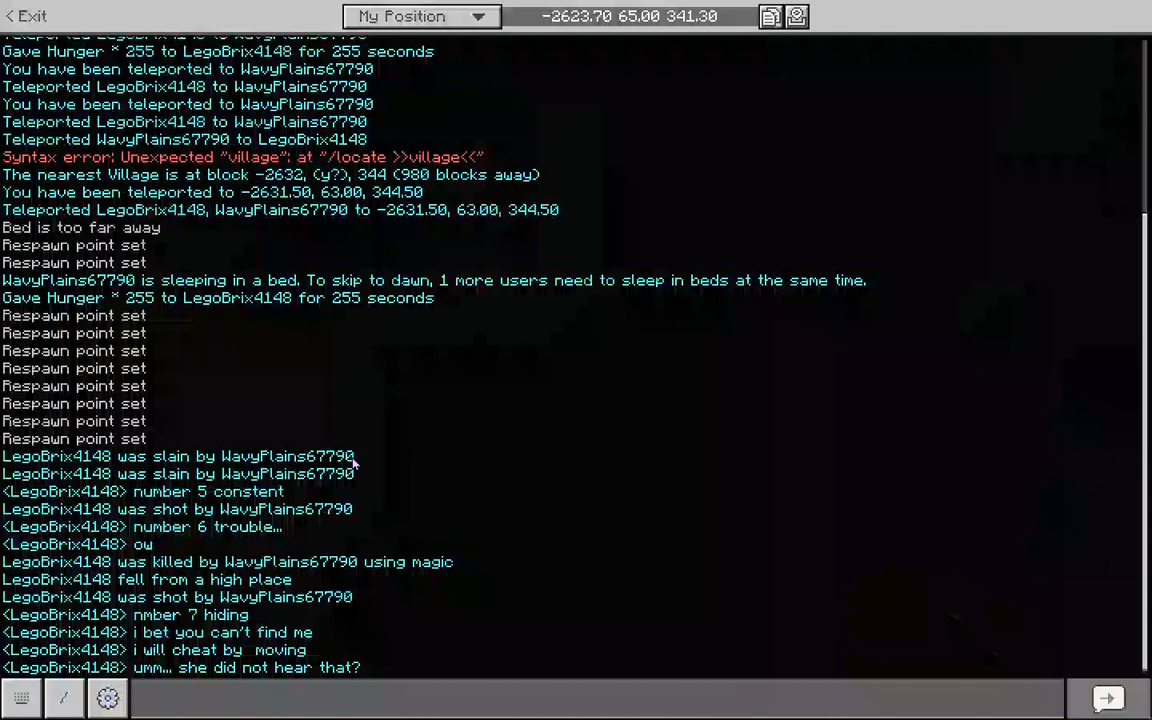 < Exit
My Position
-2623.70 65.00 341.30
Gave Hunger * 255 to LegoBrix4148 for 255 seconds
You have been teleported to WavyPlains67790
Teleported LegoBrix4148 to WavyPlains67790
You have been teleported to WavyPlains67790
Teleported LegoBrix4148 to WavyPlains67790
Teleported WavyPlains67790 to LegoBrix4148
Syntax error: Unexpected "village": at "/locate >>village<<"
The nearest Village is at block -2632, (y?), 344 (980 blocks away)
You have been teleported to -2631.50, 63.00, 344.50
Teleported LegoBrix4148, WavyPlains67790 to -2631.50, 63.00, 344.50
Bed is too far away
Respawn point set
Respawn point set
WavyPlains67790 is sleeping in a bed. To skip to dawn, 1 more users need to sleep in beds at the same time.
Gave Hunger * 255 to LegoBrix4148 for 255 seconds
Respawn point set
Respawn point set
Respawn point set
Respawn point set
Respawn point set
Respawn point set
Respawn point set
Respawn point set
LegoBrix4148 was slain by WavyPlains67790
LegoBrix4148 was slain by WavyPlains67790
<LegoBrix4148> number 5 constent
LegoBrix4148 was shot by WavyPlains67790
<LegoBrix4148> number 6 trouble...
<LegoBrix4148> ow
LegoBrix4148 was killed by WavyPlains67790 using magic
LegoBrix4148 fell from a high place
LegoBrix4148 was shot by WavyPlains67790
<LegoBrix4148> nmber 7 hiding
<LegoBrix4148> i bet you can't find me
<LegoBrix4148> i will cheat by  moving
<LegoBrix4148> umm... she did not hear that?
/